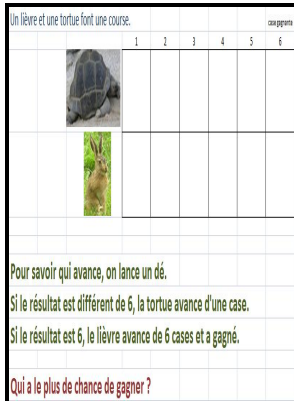 Un lièvre et une tortue font une course.
case gagnante
1 2 3 4 5 6
Pour savoir qui avance, on lance un dé.
Si le résultat est différent de 6, la tortue avance d'une case.
Si le résultat est 6, le lièvre avance de 6 cases et a gagné.
Qui a le plus de chance de gagner ?